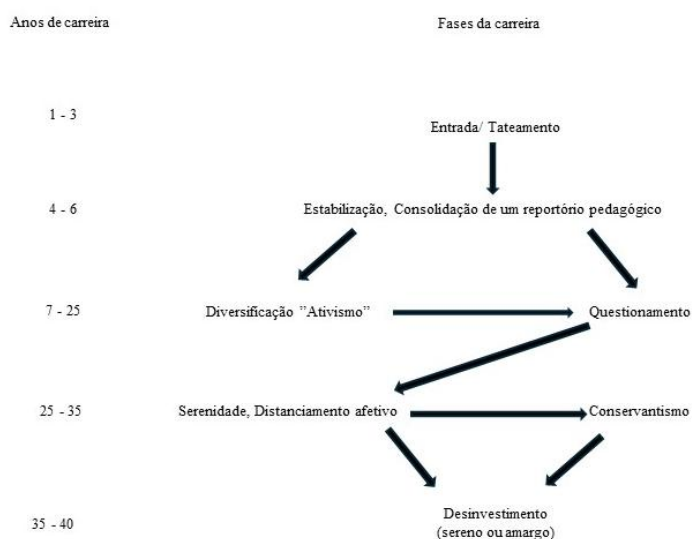 Anos de carreira Fases da carreira
1 - 3
Entrada/ Tateamento
4 - 6 Estabilização, Consolidação de um reportório pedagógico
7 - 25 Diversificação ”Ativismo” Questionamento
25 - 35 Serenidade, Distanciamento afetivo Conservantismo
Desinvestimento
35 - 40
(sereno ou amargo)